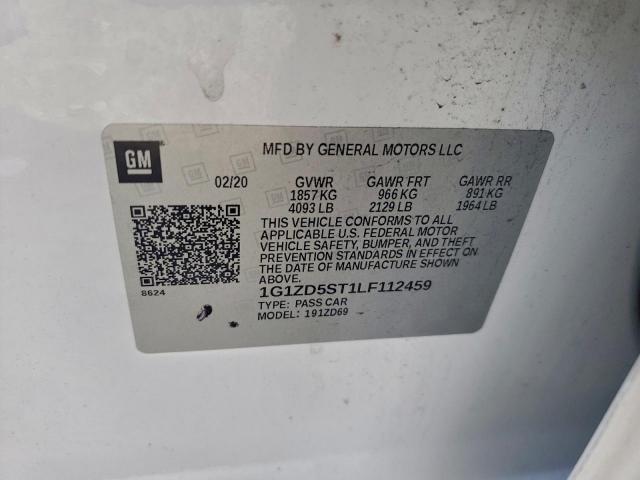 GM
MFD BY GENERAL MOTORS LLC
02/20 GVWR GAWR FRT GAWR RR
1857 KG 966 KG 891 KG
4093 LB 2129 LB 1964 LB
THIS VEHICLE CONFORMS TO ALL
APPLICABLE U.S. FEDERAL MOTOR
VEHICLE SAFETY, BUMPER, AND THEFT
PREVENTION STANDARDS IN EFFECT ON
THE DATE OF MANUFACTURE SHOWN
ABOVE.
8624
1G1ZD5ST1LF112459
TYPE: PASS CAR
MODEL: 191ZD69